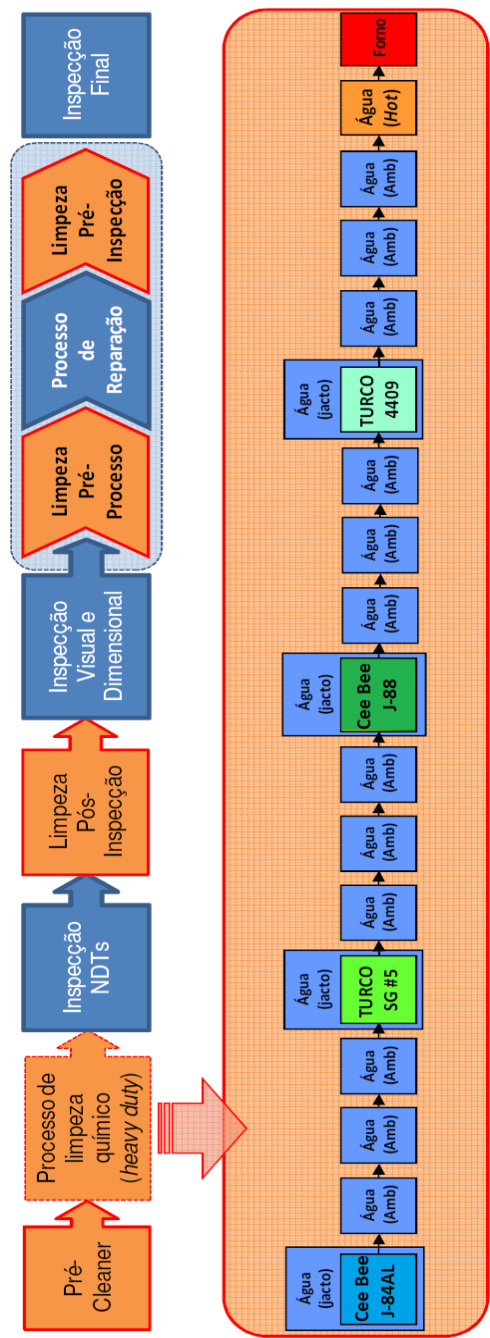 Pré-
Cleaner
Processo de
limpeza
químico
(heavy duty)
Inspecção
NDTs
Limpeza
Pós-
Inspecção
Inspecção
Visual e
Dimensional
Limpeza
Pré-
Processo
Processo
de
Reparação
Limpeza
Pré-
Inspecção
Inspecção
Final
Água
(jacto)
Cee Bee
J-84AL
Água
(Amb)
Água
(Amb)
Água
(Amb)
Água
(jacto)
TURCO
SG #5
Água
(Amb)
Água
(Amb)
Água
(Amb)
Água
(jacto)
Cee Bee
J-88
Água
(Amb)
Água
(Amb)
Água
(Amb)
Água
(jacto)
TURCO
4409
Água
(Amb)
Água
(Amb)
Água
(Amb)
Água
(Hot)
Forno